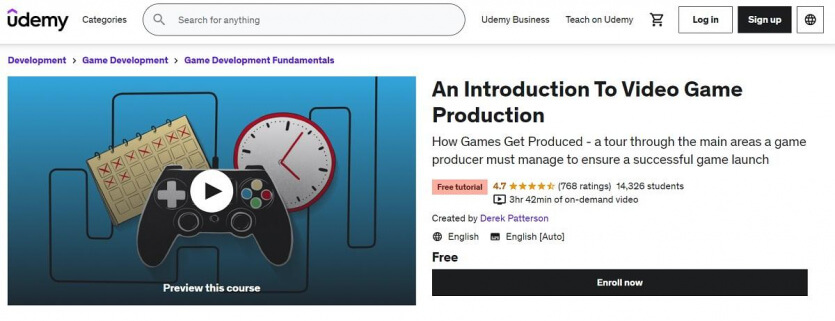 ûdemy Categories Search for anything Udemy Business Teach on Udemy Log in Sign up
Development > Game Development > Game Development Fundamentals
An Introduction To Video Game
Production
How Games Get Produced - a tour through the main areas a game
producer must manage to ensure a successful game launch
Free tutorial 4.7 (768 ratings) 14,326 students
3hr 42min of on-demand video
Created by Derek Patterson
English English [Auto]
Free
Enroll now
Preview this course